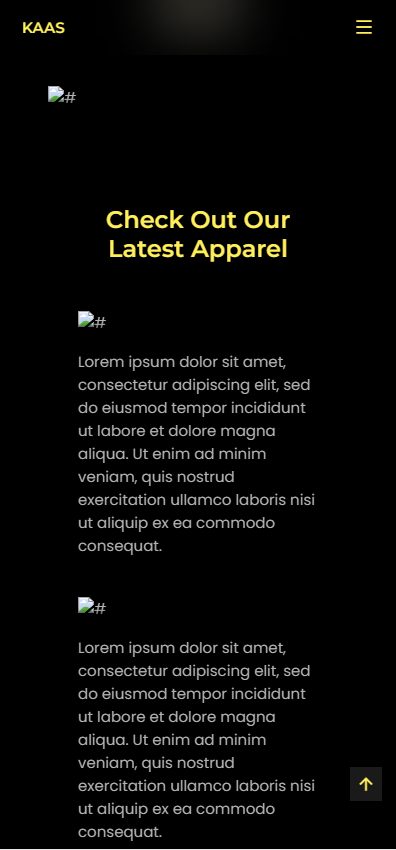 KAAS
#
Check Out Our
Latest Apparel
#
Lorem ipsum dolor sit amet,
consectetur adipiscing elit, sed
do eiusmod tempor incididunt
ut labore et dolore magna
aliqua. Ut enim ad minim
veniam, quis nostrud
exercitation ullamco laboris nisi
ut aliquip ex ea commodo
consequat.
#
Lorem ipsum dolor sit amet,
consectetur adipiscing elit, sed
do eiusmod tempor incididunt
ut labore et dolore magna
aliqua. Ut enim ad minim
veniam, quis nostrud
exercitation ullamco laboris nisi
ut aliquip ex ea commodo
consequat.